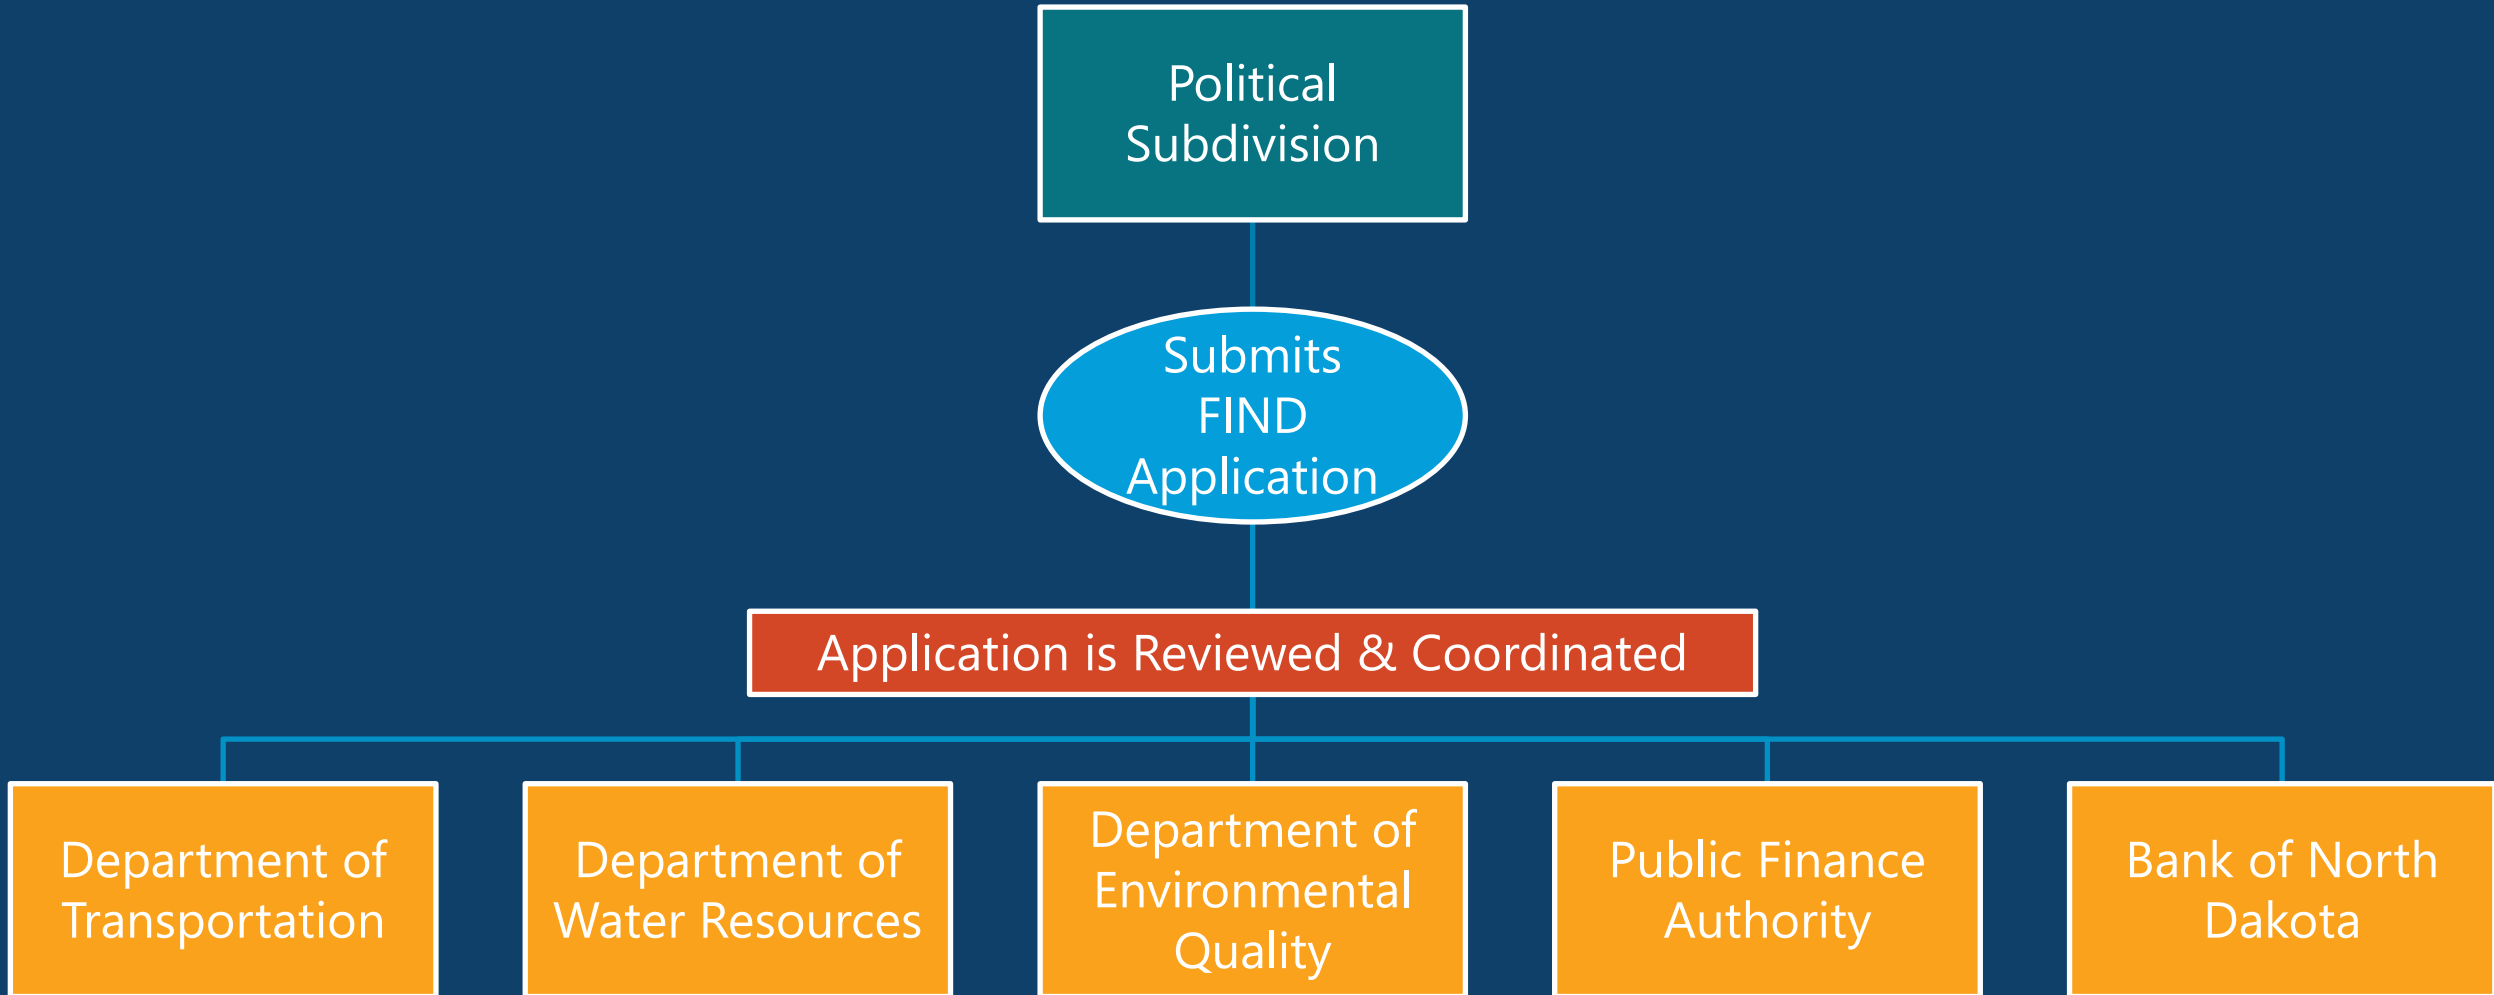 Political
Subdivision
Submits
FIND
Application
Application is Reviewed & Coordinated
Department of
Transportation
Department of
Water Resources
Department of
Environmental
Quality
Public Finance
Authority
Bank of North
Dakota